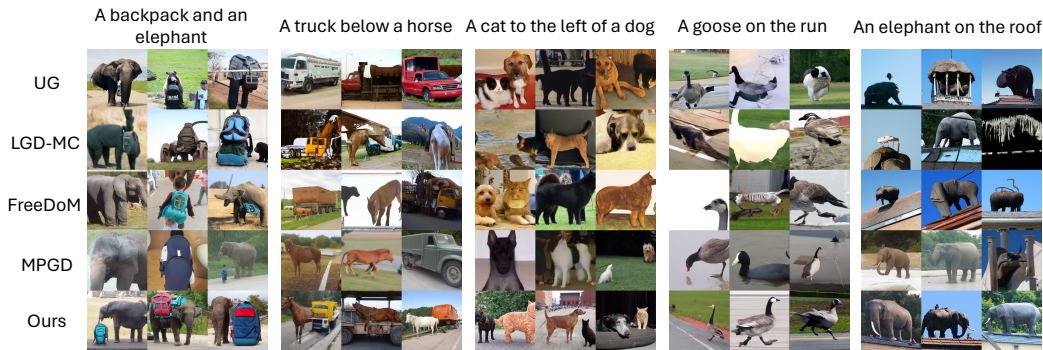 A backpack and an
elephant
A truck below a horse
A cat to the left of a dog
A goose on the run
An elephant on the roof
UG
LGD-MC
FreeDoM
MPGD
Ours